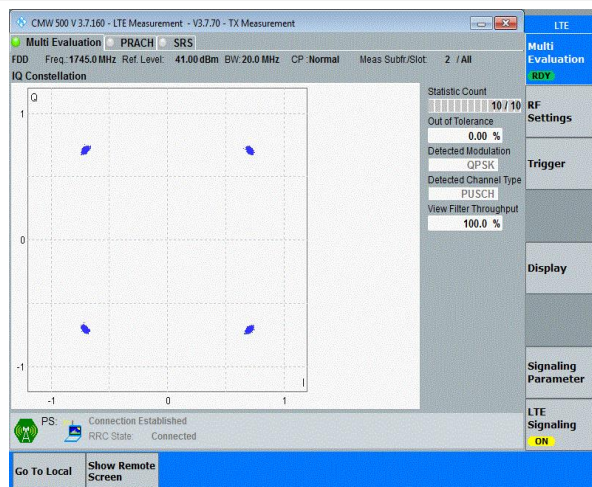 CMW 500 V 3.7.160 - LTE Measurement - V3.7.70 - TX Measurement
LTE
Multi Evaluation PRACH SRS
FDD Freq.: 1745.0 MHz Ref. Level: 41.00 dBm BW: 20.0 MHz CP: Normal Meas Subfr./Slot: 2 / All
IQ Constellation
Q
1
0
-1
-1 0 1
I
Statistic Count
10 / 10
Out of Tolerance
0.00 %
Detected Modulation
QPSK
Detected Channel Type
PUSCH
View Filter Throughput
100.0 %
PS: Connection Established
RRC State: Connected
Multi
Evaluation
RDY
RF
Settings
Trigger
Display
Signaling
Parameter
LTE
Signaling
ON
Go To Local
Show Remote
Screen